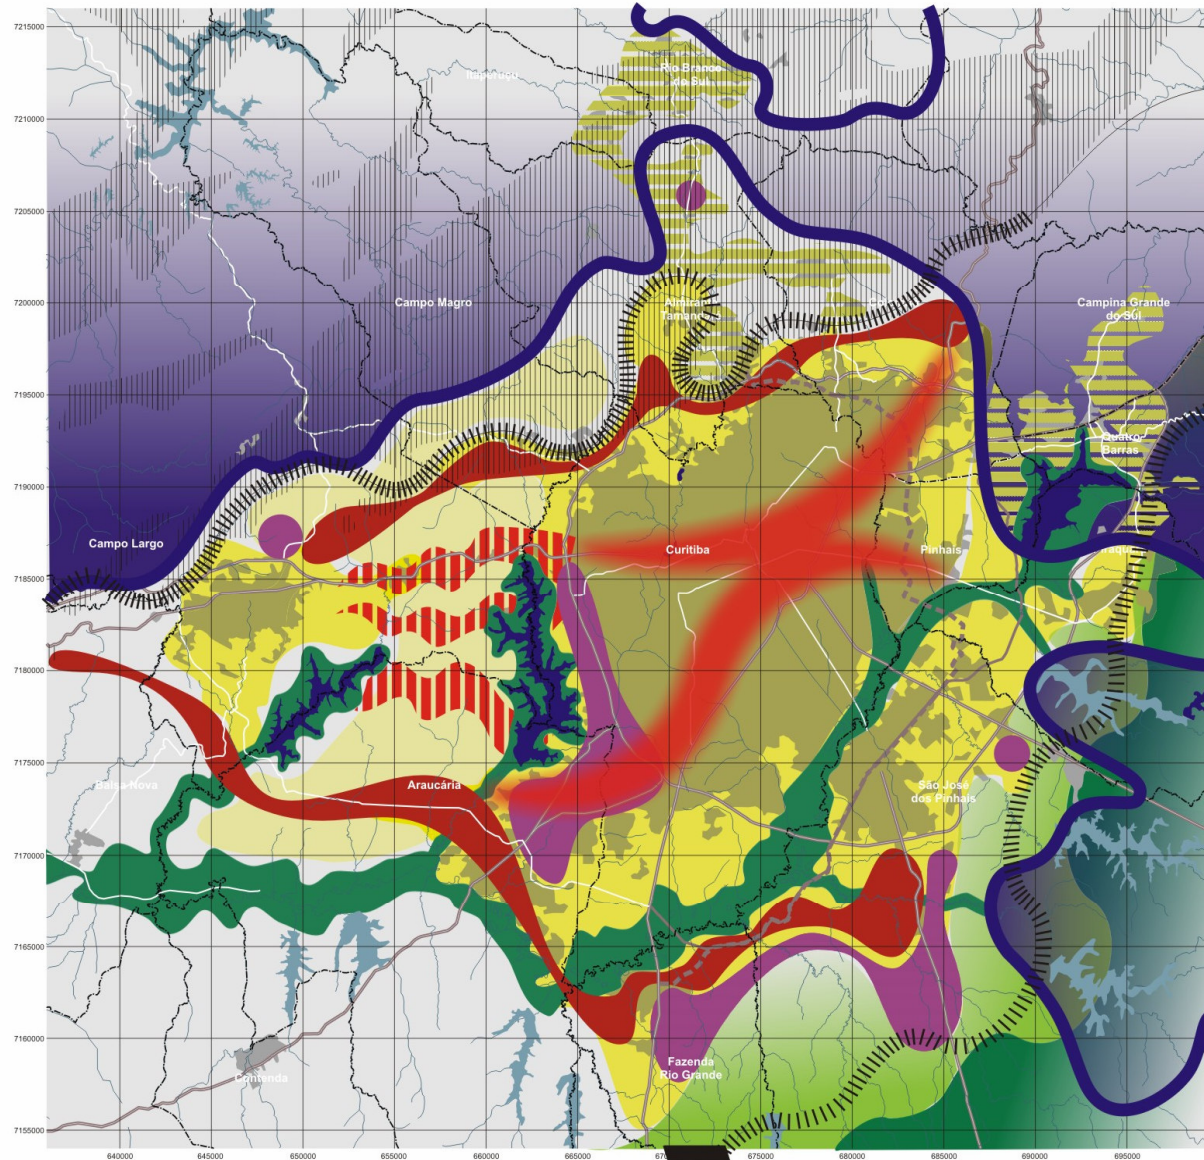 7215000
Rio Branco
do Sul
Itaperuçu
7210000
7205000
7200000
Campo Magro
Almirante
Tamandaré
Campina Grande
do Sul
7195000
Quatro
Barras
7190000
Campo Largo
Curitiba
Pinhais
7185000
7180000
7175000
Balsa Nova
Araucária
São José
dos Pinhais
7170000
7165000
7160000
Fazenda
Rio Grande
Contenda
7155000
640000 645000 650000 655000 660000 665000 670000 675000 680000 685000 690000 695000